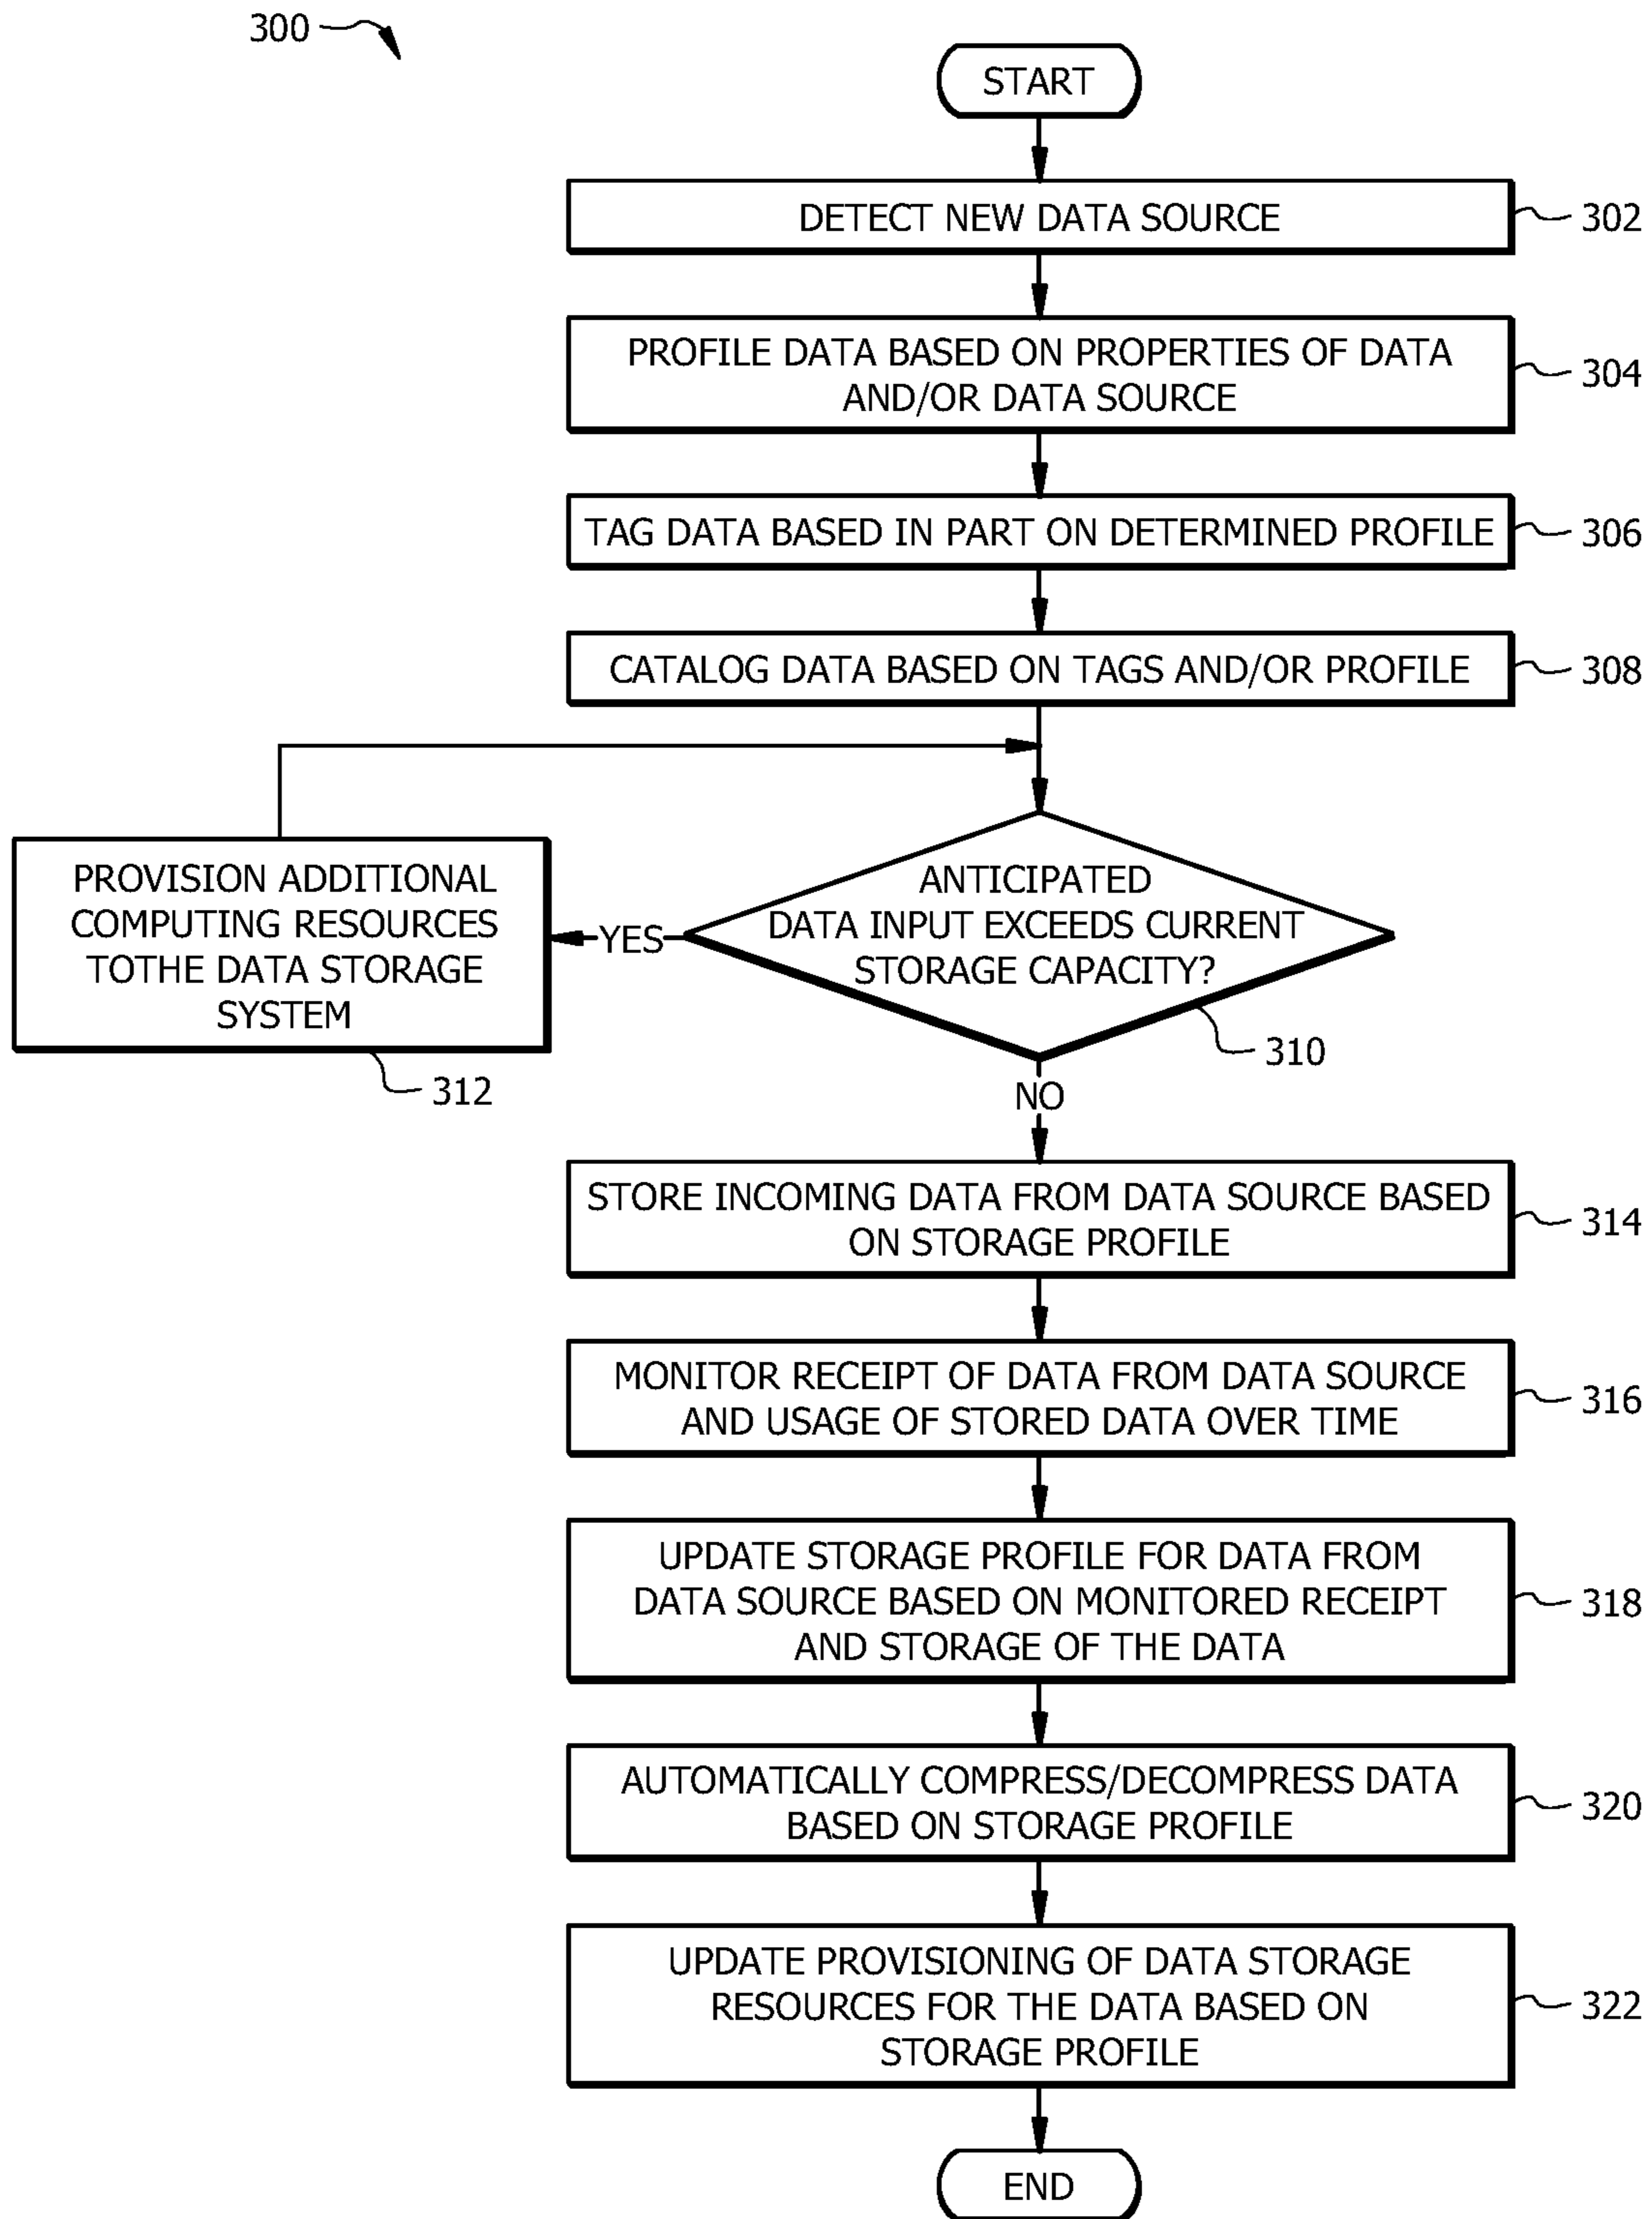 300
START
DETECT NEW DATA SOURCE
302
PROFILE DATA BASED ON PROPERTIES OF DATA
AND/OR DATA SOURCE
304
TAG DATA BASED IN PART ON DETERMINED PROFILE
306
CATALOG DATA BASED ON TAGS AND/OR PROFILE
308
ANTICIPATED
DATA INPUT EXCEEDS CURRENT
STORAGE CAPACITY?
310
YES
PROVISION ADDITIONAL
COMPUTING RESOURCES
TOTHE DATA STORAGE
SYSTEM
312
NO
STORE INCOMING DATA FROM DATA SOURCE BASED
ON STORAGE PROFILE
314
MONITOR RECEIPT OF DATA FROM DATA SOURCE
AND USAGE OF STORED DATA OVER TIME
316
UPDATE STORAGE PROFILE FOR DATA FROM
DATA SOURCE BASED ON MONITORED RECEIPT
AND STORAGE OF THE DATA
318
AUTOMATICALLY COMPRESS/DECOMPRESS DATA
BASED ON STORAGE PROFILE
320
UPDATE PROVISIONING OF DATA STORAGE
RESOURCES FOR THE DATA BASED ON
STORAGE PROFILE
322
END